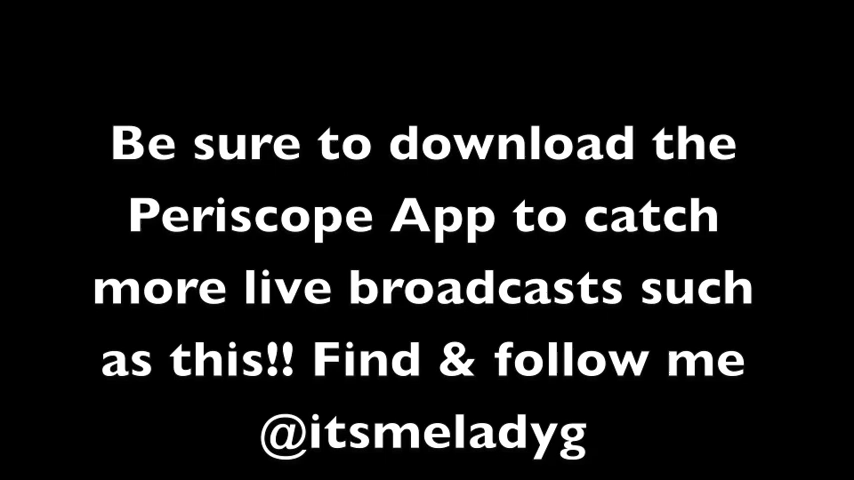 Be sure to download the
Periscope App to catch
more live broadcasts such
as this!! Find & follow me
@itsmeladyg